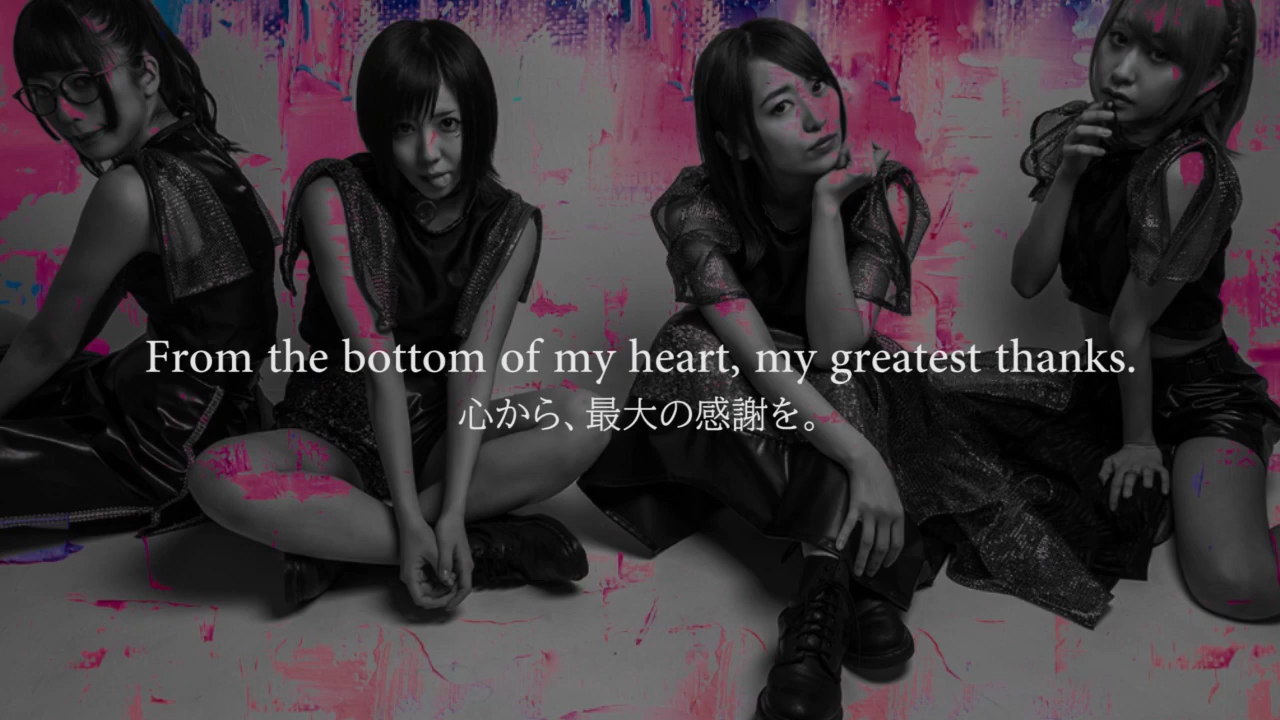 From the bottom of my heart, my greatest thanks.
心から、最大の感謝を。